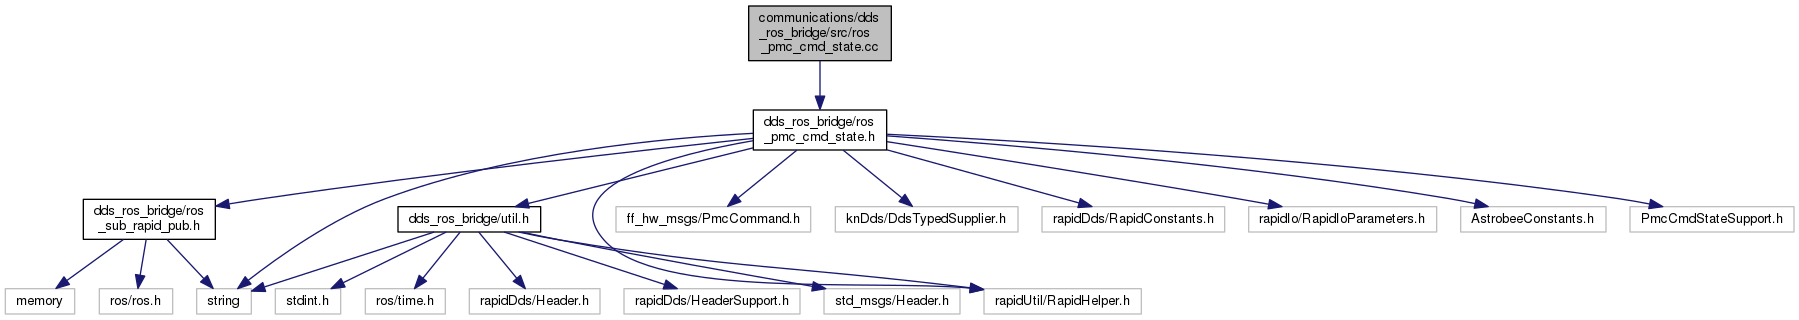 communications/dds
_ros_bridge/src/ros
_pmc_cmd_state.cc
dds_ros_bridge/ros
_pmc_cmd_state.h
dds_ros_bridge/ros
_sub_rapid_pub.h
dds_ros_bridge/util.h
ff_hw_msgs/PmcCommand.h
knDds/DdsTypedSupplier.h
rapidDds/RapidConstants.h
rapidIo/RapidIoParameters.h
AstrobeeConstants.h
PmcCmdStateSupport.h
memory
ros/ros.h
string
stdint.h
ros/time.h
rapidDds/Header.h
rapidDds/HeaderSupport.h
std_msgs/Header.h
rapidUtil/RapidHelper.h